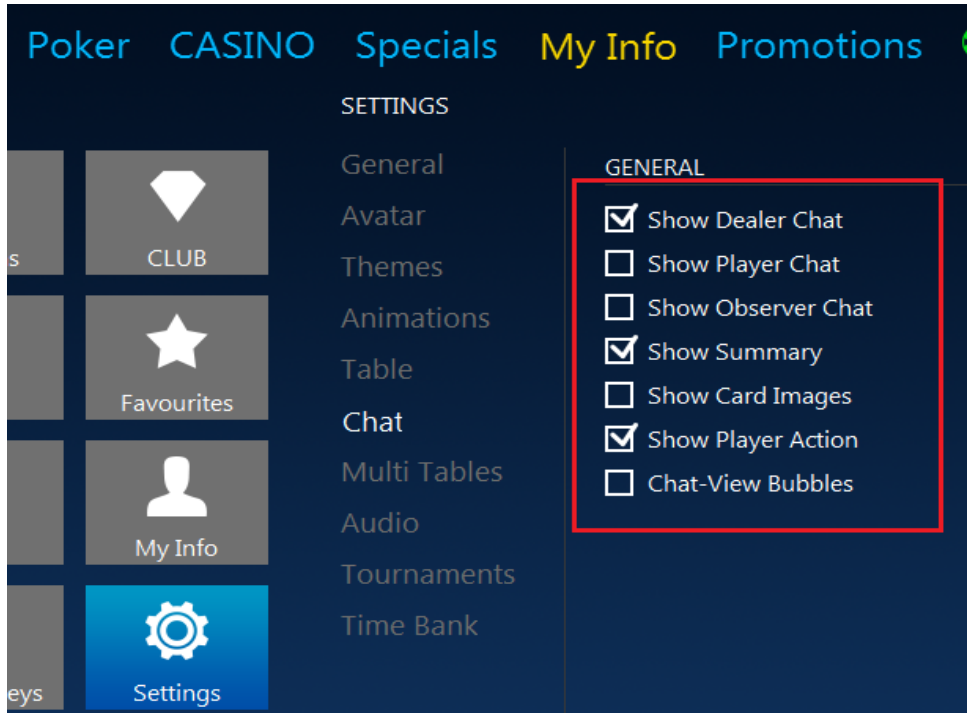 Poker CASINO Specials My Info Promotions
SETTINGS
General
Avatar
Themes
Animations
Table
Chat
Multi Tables
Audio
Tournaments
Time Bank
GENERAL
Show Dealer Chat
Show Player Chat
Show Observer Chat
Show Summary
Show Card Images
Show Player Action
Chat-View Bubbles
s
CLUB
Favourites
My Info
eys
Settings